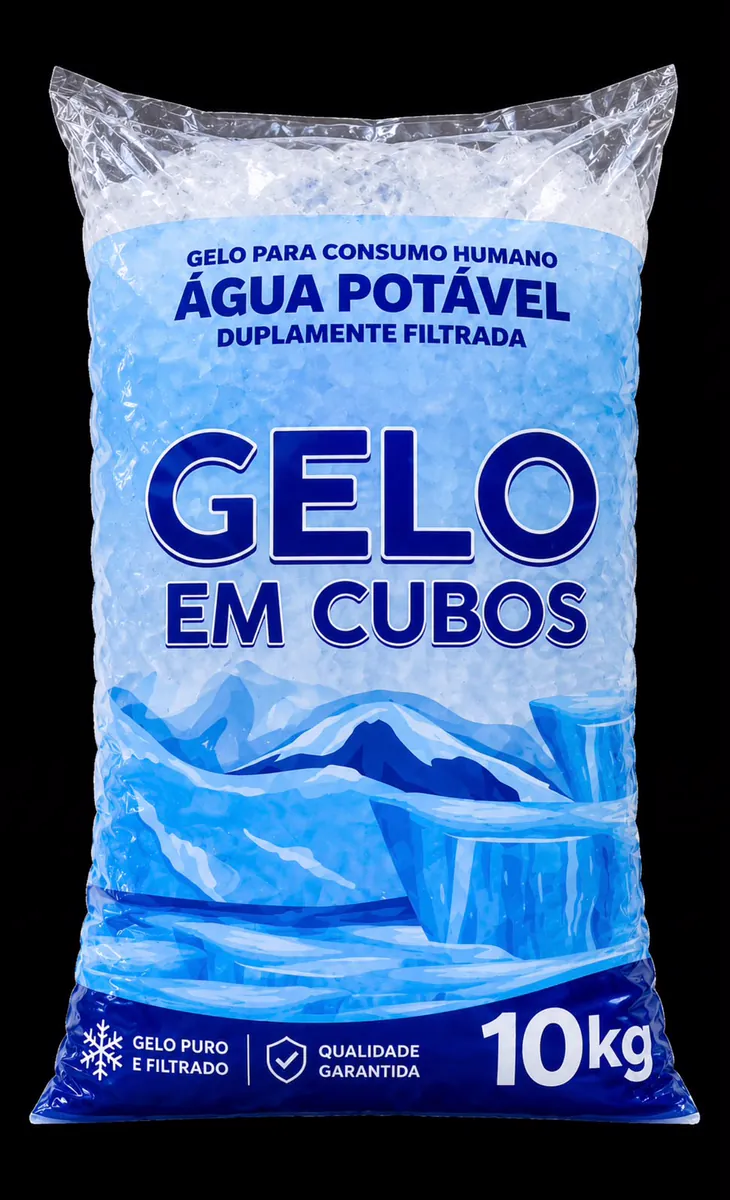 GELO PARA CONSUMO HUMANO
ÁGUA POTÁVEL
DUPLAMENTE FILTRADA
GELO
EM CUBOS
GELO PURO
E FILTRADO
QUALIDADE
GARANTIDA
10kg